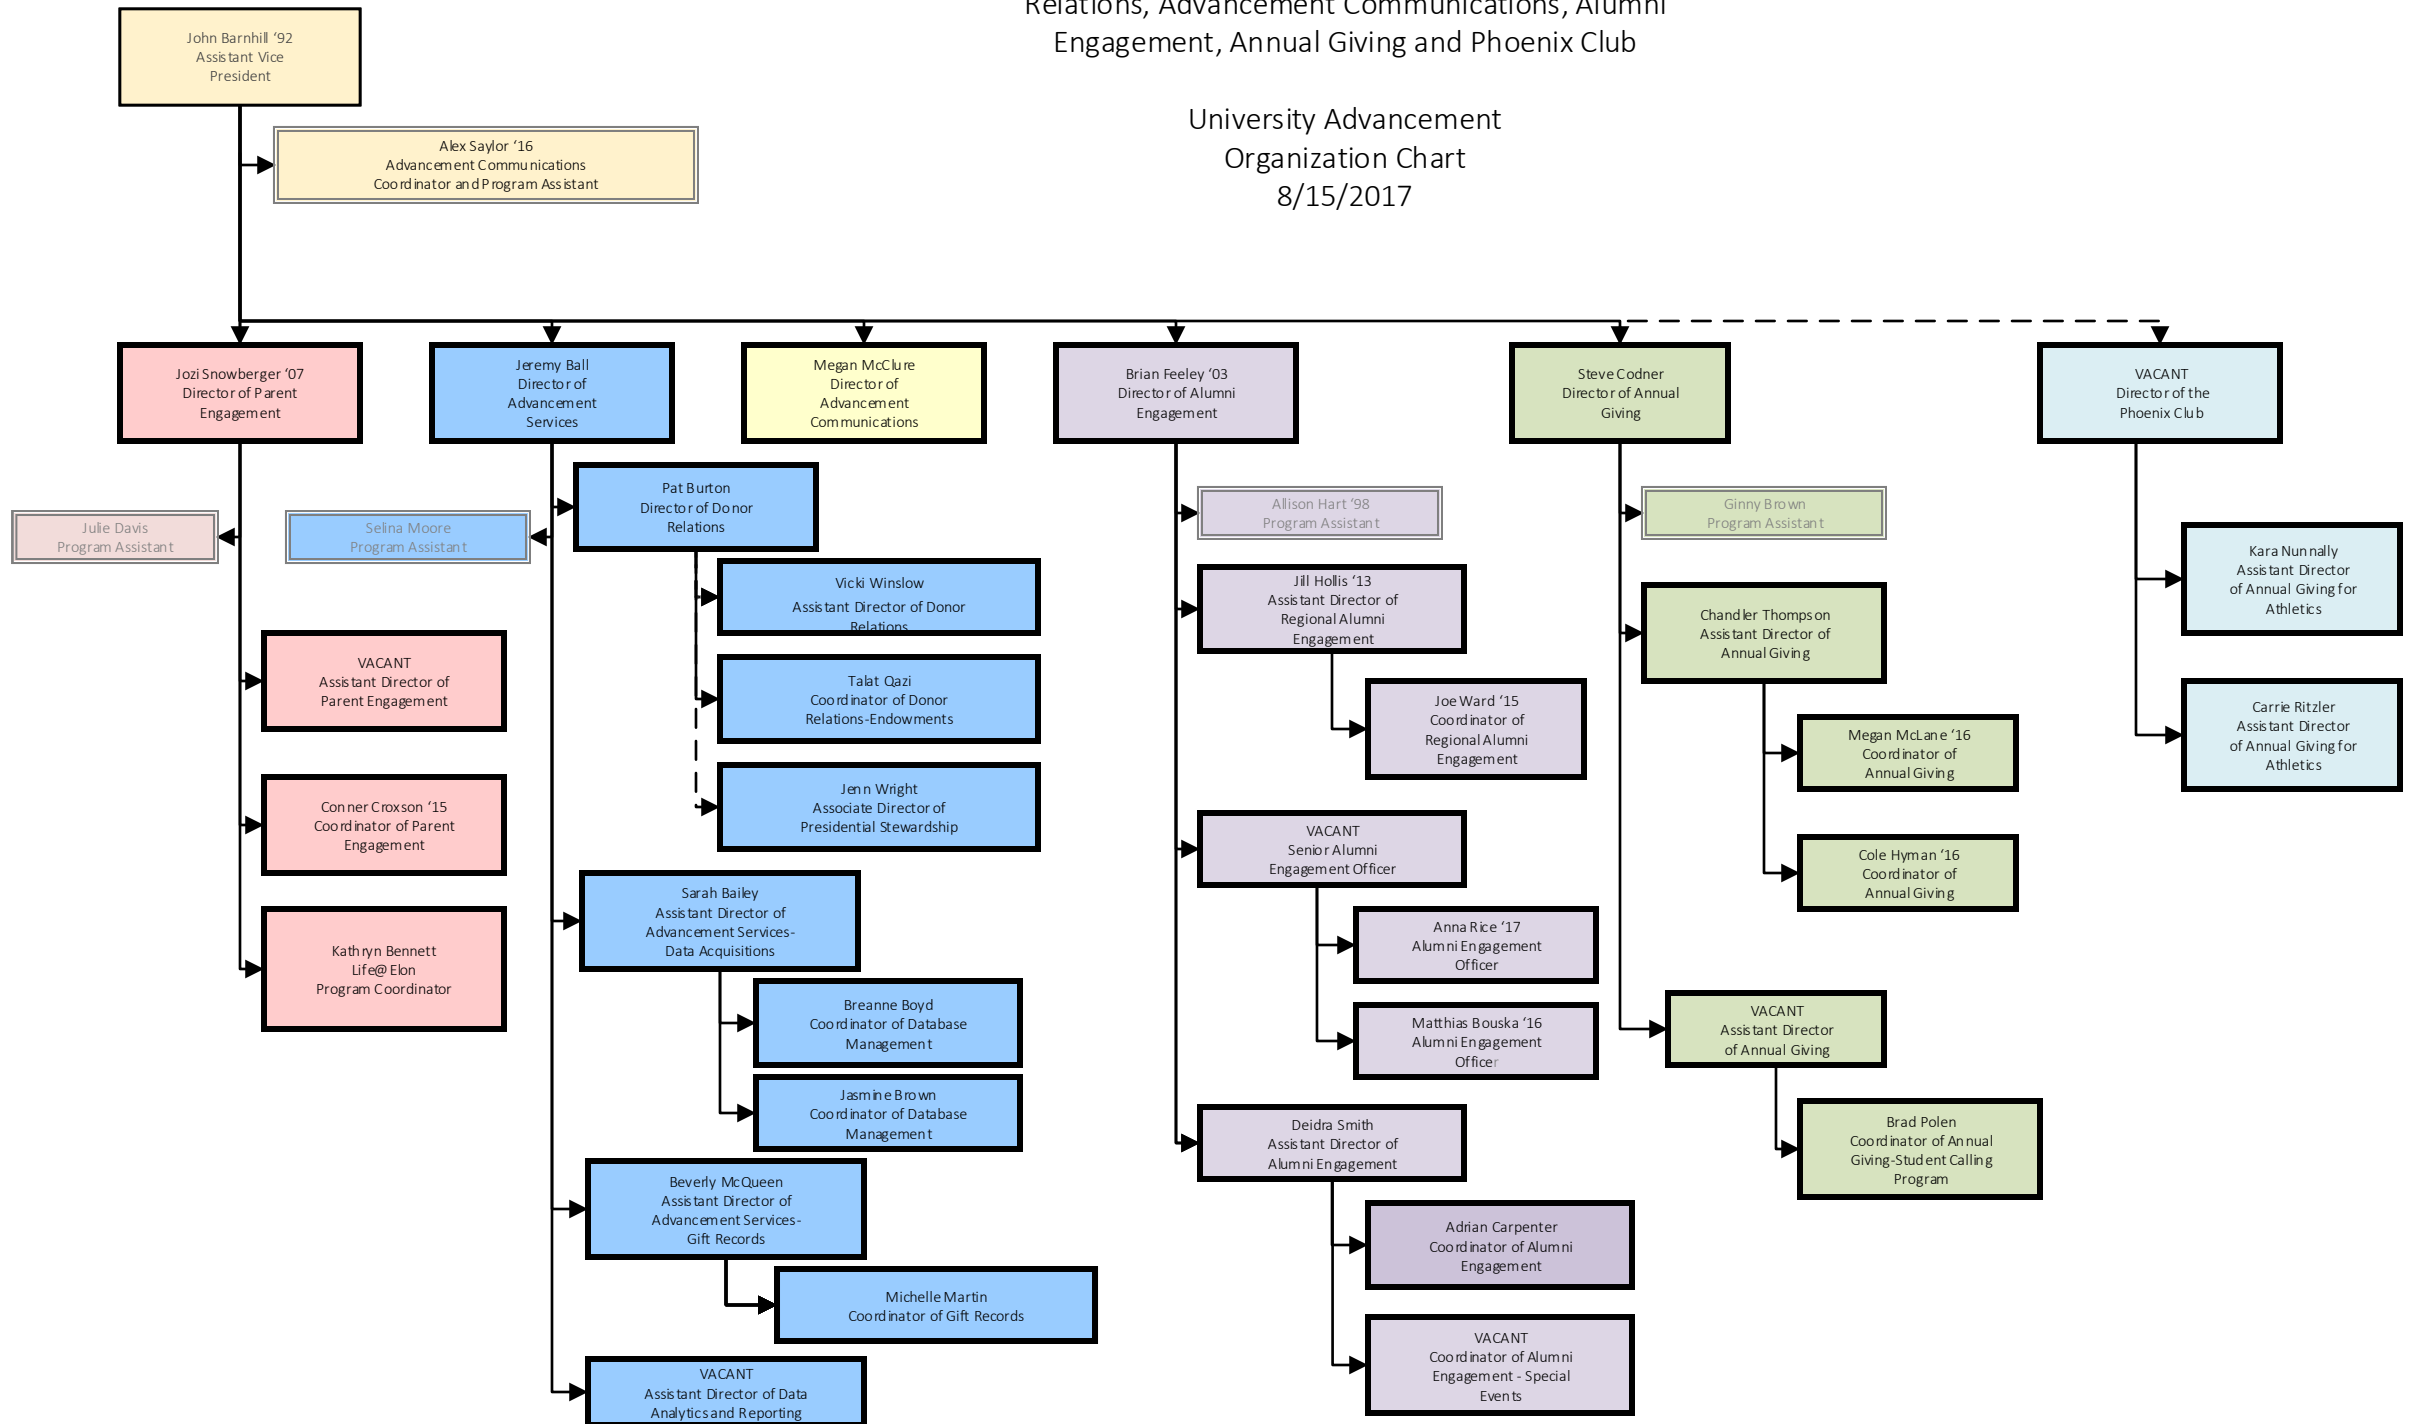 Relations, Advancement Communications, Alumni
Engagement, Annual Giving and Phoenix Club
University Advancement
Organization Chart
8/15/2017
John Barnhill ‘92
Assistant Vice
President
Alex Saylor ‘16
Advancement Communications
Coordinator and Program Assistant
Jozi Snowberger ‘07
Director of Parent
Engagement
Jeremy Ball
Director of
Advancement
Services
Megan McClure
Director of
Advancement
Communications
Brian Feeley ‘03
Director of Alumni
Engagement
Steve Codner
Director of Annual
Giving
VACANT
Director of the
Phoenix Club
Julie Davis
Program Assistant
VACANT
Assistant Director of
Parent Engagement
Conner Croxson ‘15
Coordinator of Parent
Engagement
Kathryn Bennett
Life@Elon
Program Coordinator
Selina Moore
Program Assistant
Pat Burton
Director of Donor
Relations
Vicki Winslow
Assistant Director of Donor
Relations
Talat Qazi
Coordinator of Donor
Relations-Endowments
Jenn Wright
Associate Director of
Presidential Stewardship
Sarah Bailey
Assistant Director of
Advancement Services-
Data Acquisitions
Breanne Boyd
Coordinator of Database
Management
Jasmine Brown
Coordinator of Database
Management
Beverly McQueen
Assistant Director of
Advancement Services-
Gift Records
Michelle Martin
Coordinator of Gift Records
VACANT
Assistant Director of Data
Analytics and Reporting
Allison Hart ‘98
Program Assistant
Jill Hollis ‘13
Assistant Director of
Regional Alumni
Engagement
Joe Ward ‘15
Coordinator of
Regional Alumni
Engagement
VACANT
Senior Alumni
Engagement Officer
Anna Rice ‘17
Alumni Engagement
Officer
Matthias Bouska ‘16
Alumni Engagement
Officer
Deidra Smith
Assistant Director of
Alumni Engagement
Adrian Carpenter
Coordinator of Alumni
Engagement
VACANT
Coordinator of Alumni
Engagement - Special
Events
Ginny Brown
Program Assistant
Chandler Thompson
Assistant Director of
Annual Giving
Megan McLane ‘16
Coordinator of
Annual Giving
Cole Hyman ‘16
Coordinator of
Annual Giving
VACANT
Assistant Director
of Annual Giving
Brad Polen
Coordinator of Annual
Giving-Student Calling
Program
Kara Nunnally
Assistant Director
of Annual Giving for
Athletics
Carrie Ritzler
Assistant Director
of Annual Giving for
Athletics